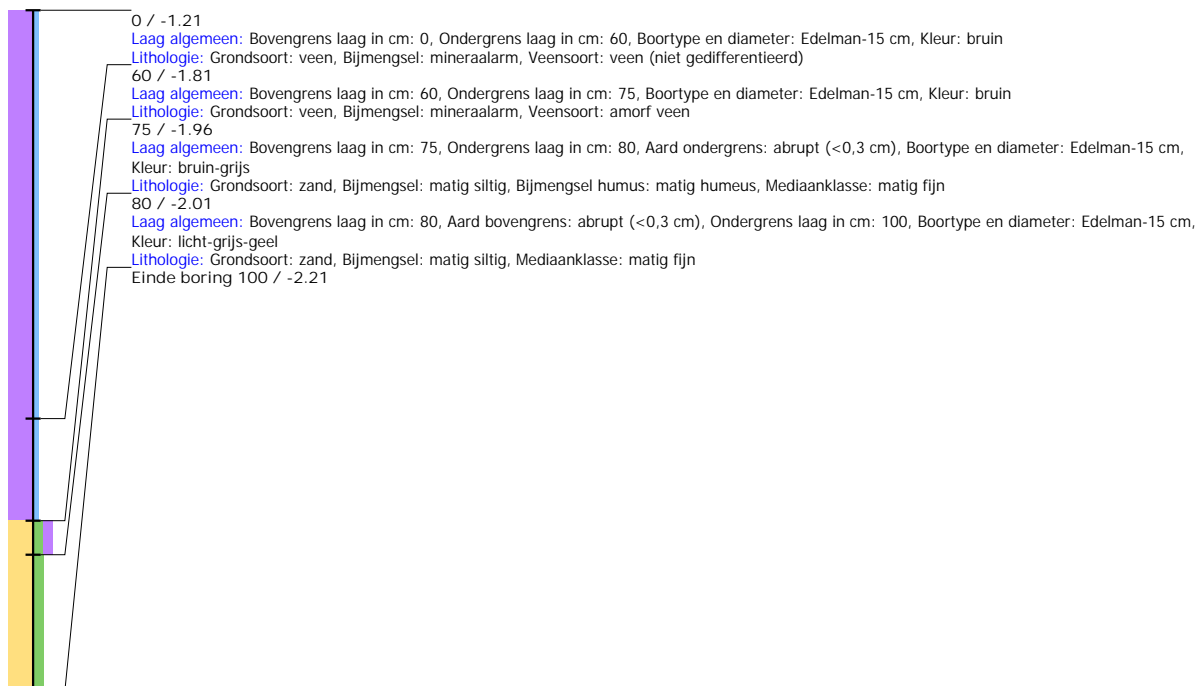 0 / -1.21
Laag algemeen: Bovengrens laag in cm: 0, Ondergrens laag in cm: 60, Boortype en diameter: Edelman-15 cm, Kleur: bruin
Lithologie: Grondsoort: veen, Bijmengsel: mineraalarm, Veensoort: veen (niet gedifferentieerd)
60 / -1.81
Laag algemeen: Bovengrens laag in cm: 60, Ondergrens laag in cm: 75, Boortype en diameter: Edelman-15 cm, Kleur: bruin
Lithologie: Grondsoort: veen, Bijmengsel: mineraalarm, Veensoort: amorf veen
75 / -1.96
Laag algemeen: Bovengrens laag in cm: 75, Ondergrens laag in cm: 80, Aard ondergrens: abrupt (<0,3 cm), Boortype en diameter: Edelman-15 cm,
Kleur: bruin-grijs
Lithologie: Grondsoort: zand, Bijmengsel: matig siltig, Bijmengsel humus: matig humeus, Mediaanklasse: matig fijn
80 / -2.01
Laag algemeen: Bovengrens laag in cm: 80, Aard bovengrens: abrupt (<0,3 cm), Ondergrens laag in cm: 100, Boortype en diameter: Edelman-15 cm,
Kleur: licht-grijs-geel
Lithologie: Grondsoort: zand, Bijmengsel: matig siltig, Mediaanklasse: matig fijn
Einde boring 100 / -2.21